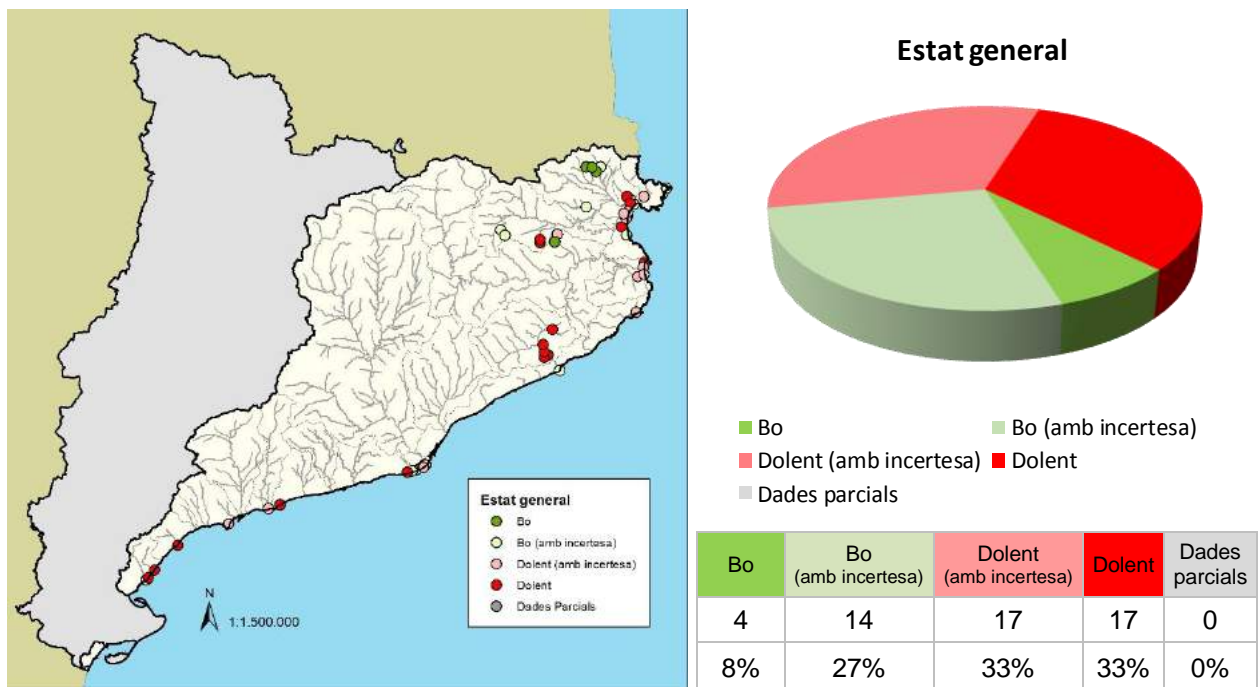 Estat general
Bo
Bo (amb incertesa)
Dolent (amb incertesa)
Dolent
Dades Parcials
N
1:1.500.000
Estat general
Bo
Bo (amb incertesa)
Dolent (amb incertesa)
Dolent
Dades parcials
Bo Bo Dolent Dolent Dades
(amb incertesa) (amb incertesa) parcials
4 14 17 17 0
8% 27% 33% 33% 0%